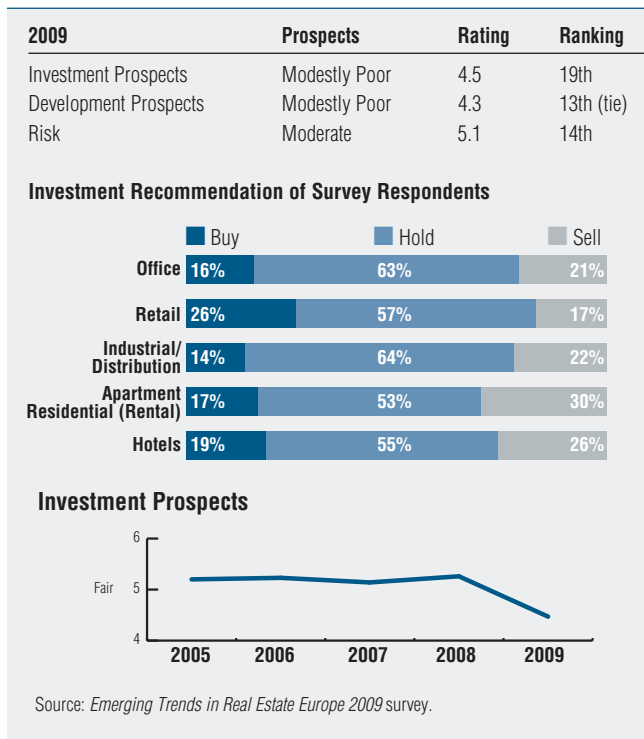 2009 Prospects Rating Ranking
Investment Prospects Modestly Poor 4.5 19th
Development Prospects Modestly Poor 4.3 13th (tie)
Risk Moderate 5.1 14th
Investment Recommendation of Survey Respondents
Buy Hold Sell
Office 16% 63% 21%
Retail 26% 57% 17%
Industrial/
Distribution 14% 64% 22%
Apartment
Residential (Rental) 17% 53% 30%
Hotels 19% 55% 26%
Investment Prospects
6
Fair 5
4
2005 2006 2007 2008 2009
Source: Emerging Trends in Real Estate Europe 2009 survey.